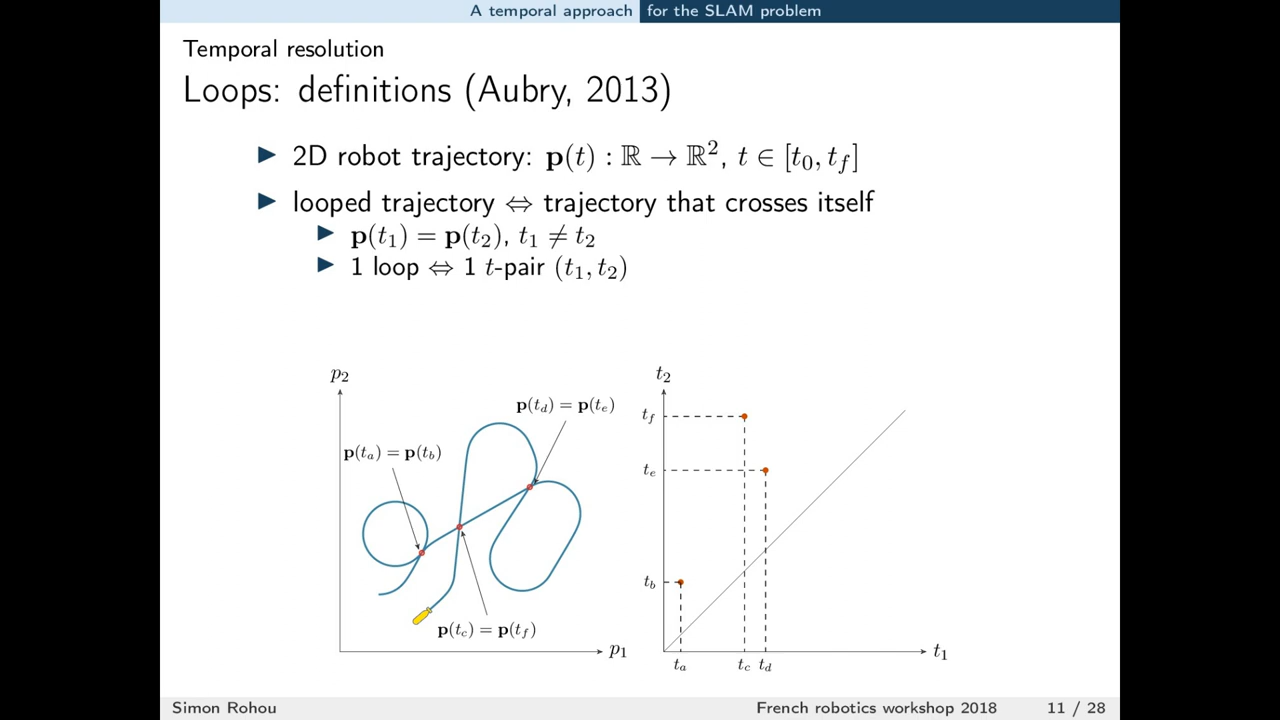 A temporal approach for the SLAM problem
Temporal resolution
Loops: definitions (Aubry, 2013)
▶ 2D robot trajectory: p(t) : ℝ → ℝ², t ∈ [t₀, t_f]
▶ looped trajectory ⇔ trajectory that crosses itself
▶ p(t₁) = p(t₂), t₁ ≠ t₂
▶ 1 loop ⇔ 1 t-pair (t₁, t₂)
p₂
p(t_d) = p(t_e)
p(t_a) = p(t_b)
p(t_c) = p(t_f)
p₁
t₂
t_f
t_e
t_b
t_a t_c t_d
t₁
Simon Rohou French robotics workshop 2018 11 / 28